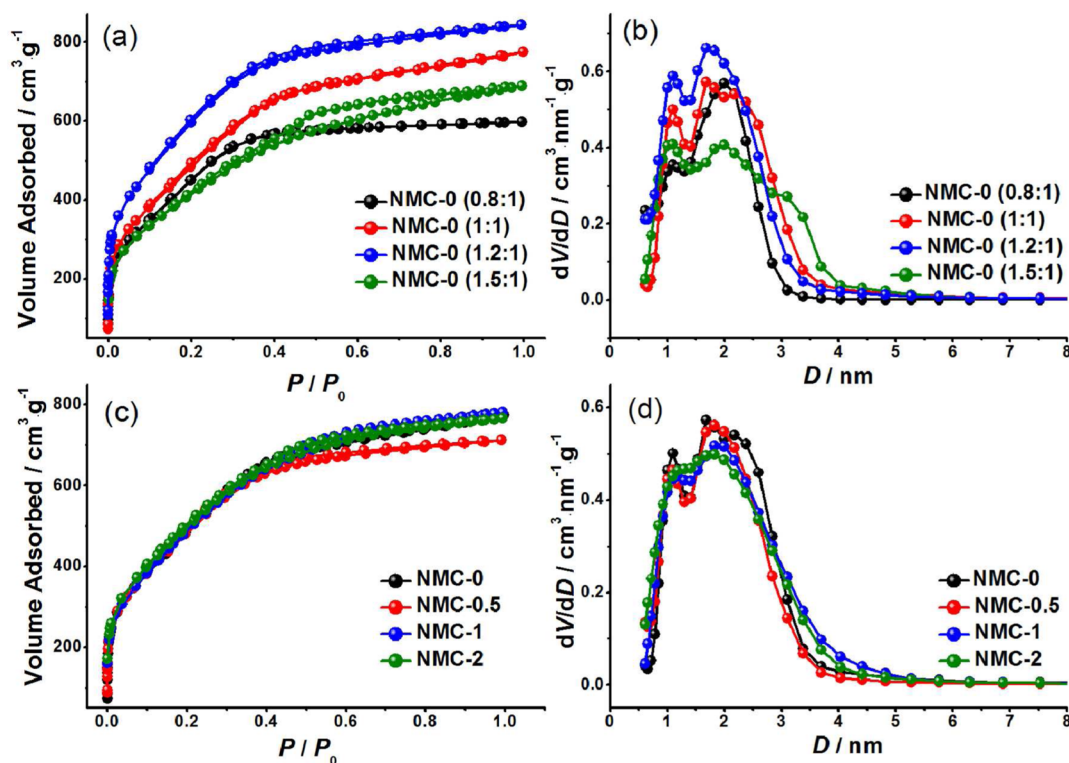 (a)
Volume Adsorbed / cm³.g⁻¹
800
600
400
200
NMC-0 (0.8:1)
NMC-0 (1:1)
NMC-0 (1.2:1)
NMC-0 (1.5:1)
0.0 0.2 0.4 0.6 0.8 1.0
P / P₀
(b)
dV/dD / cm³.nm⁻¹.g⁻¹
0.6
0.4
0.2
0.0
NMC-0 (0.8:1)
NMC-0 (1:1)
NMC-0 (1.2:1)
NMC-0 (1.5:1)
0 1 2 3 4 5 6 7 8
D / nm
(c)
Volume Adsorbed / cm³.g⁻¹
800
600
400
200
NMC-0
NMC-0.5
NMC-1
NMC-2
0.0 0.2 0.4 0.6 0.8 1.0
P / P₀
(d)
dV/dD / cm³.nm⁻¹.g⁻¹
0.6
0.4
0.2
0.0
NMC-0
NMC-0.5
NMC-1
NMC-2
0 1 2 3 4 5 6 7 8
D / nm